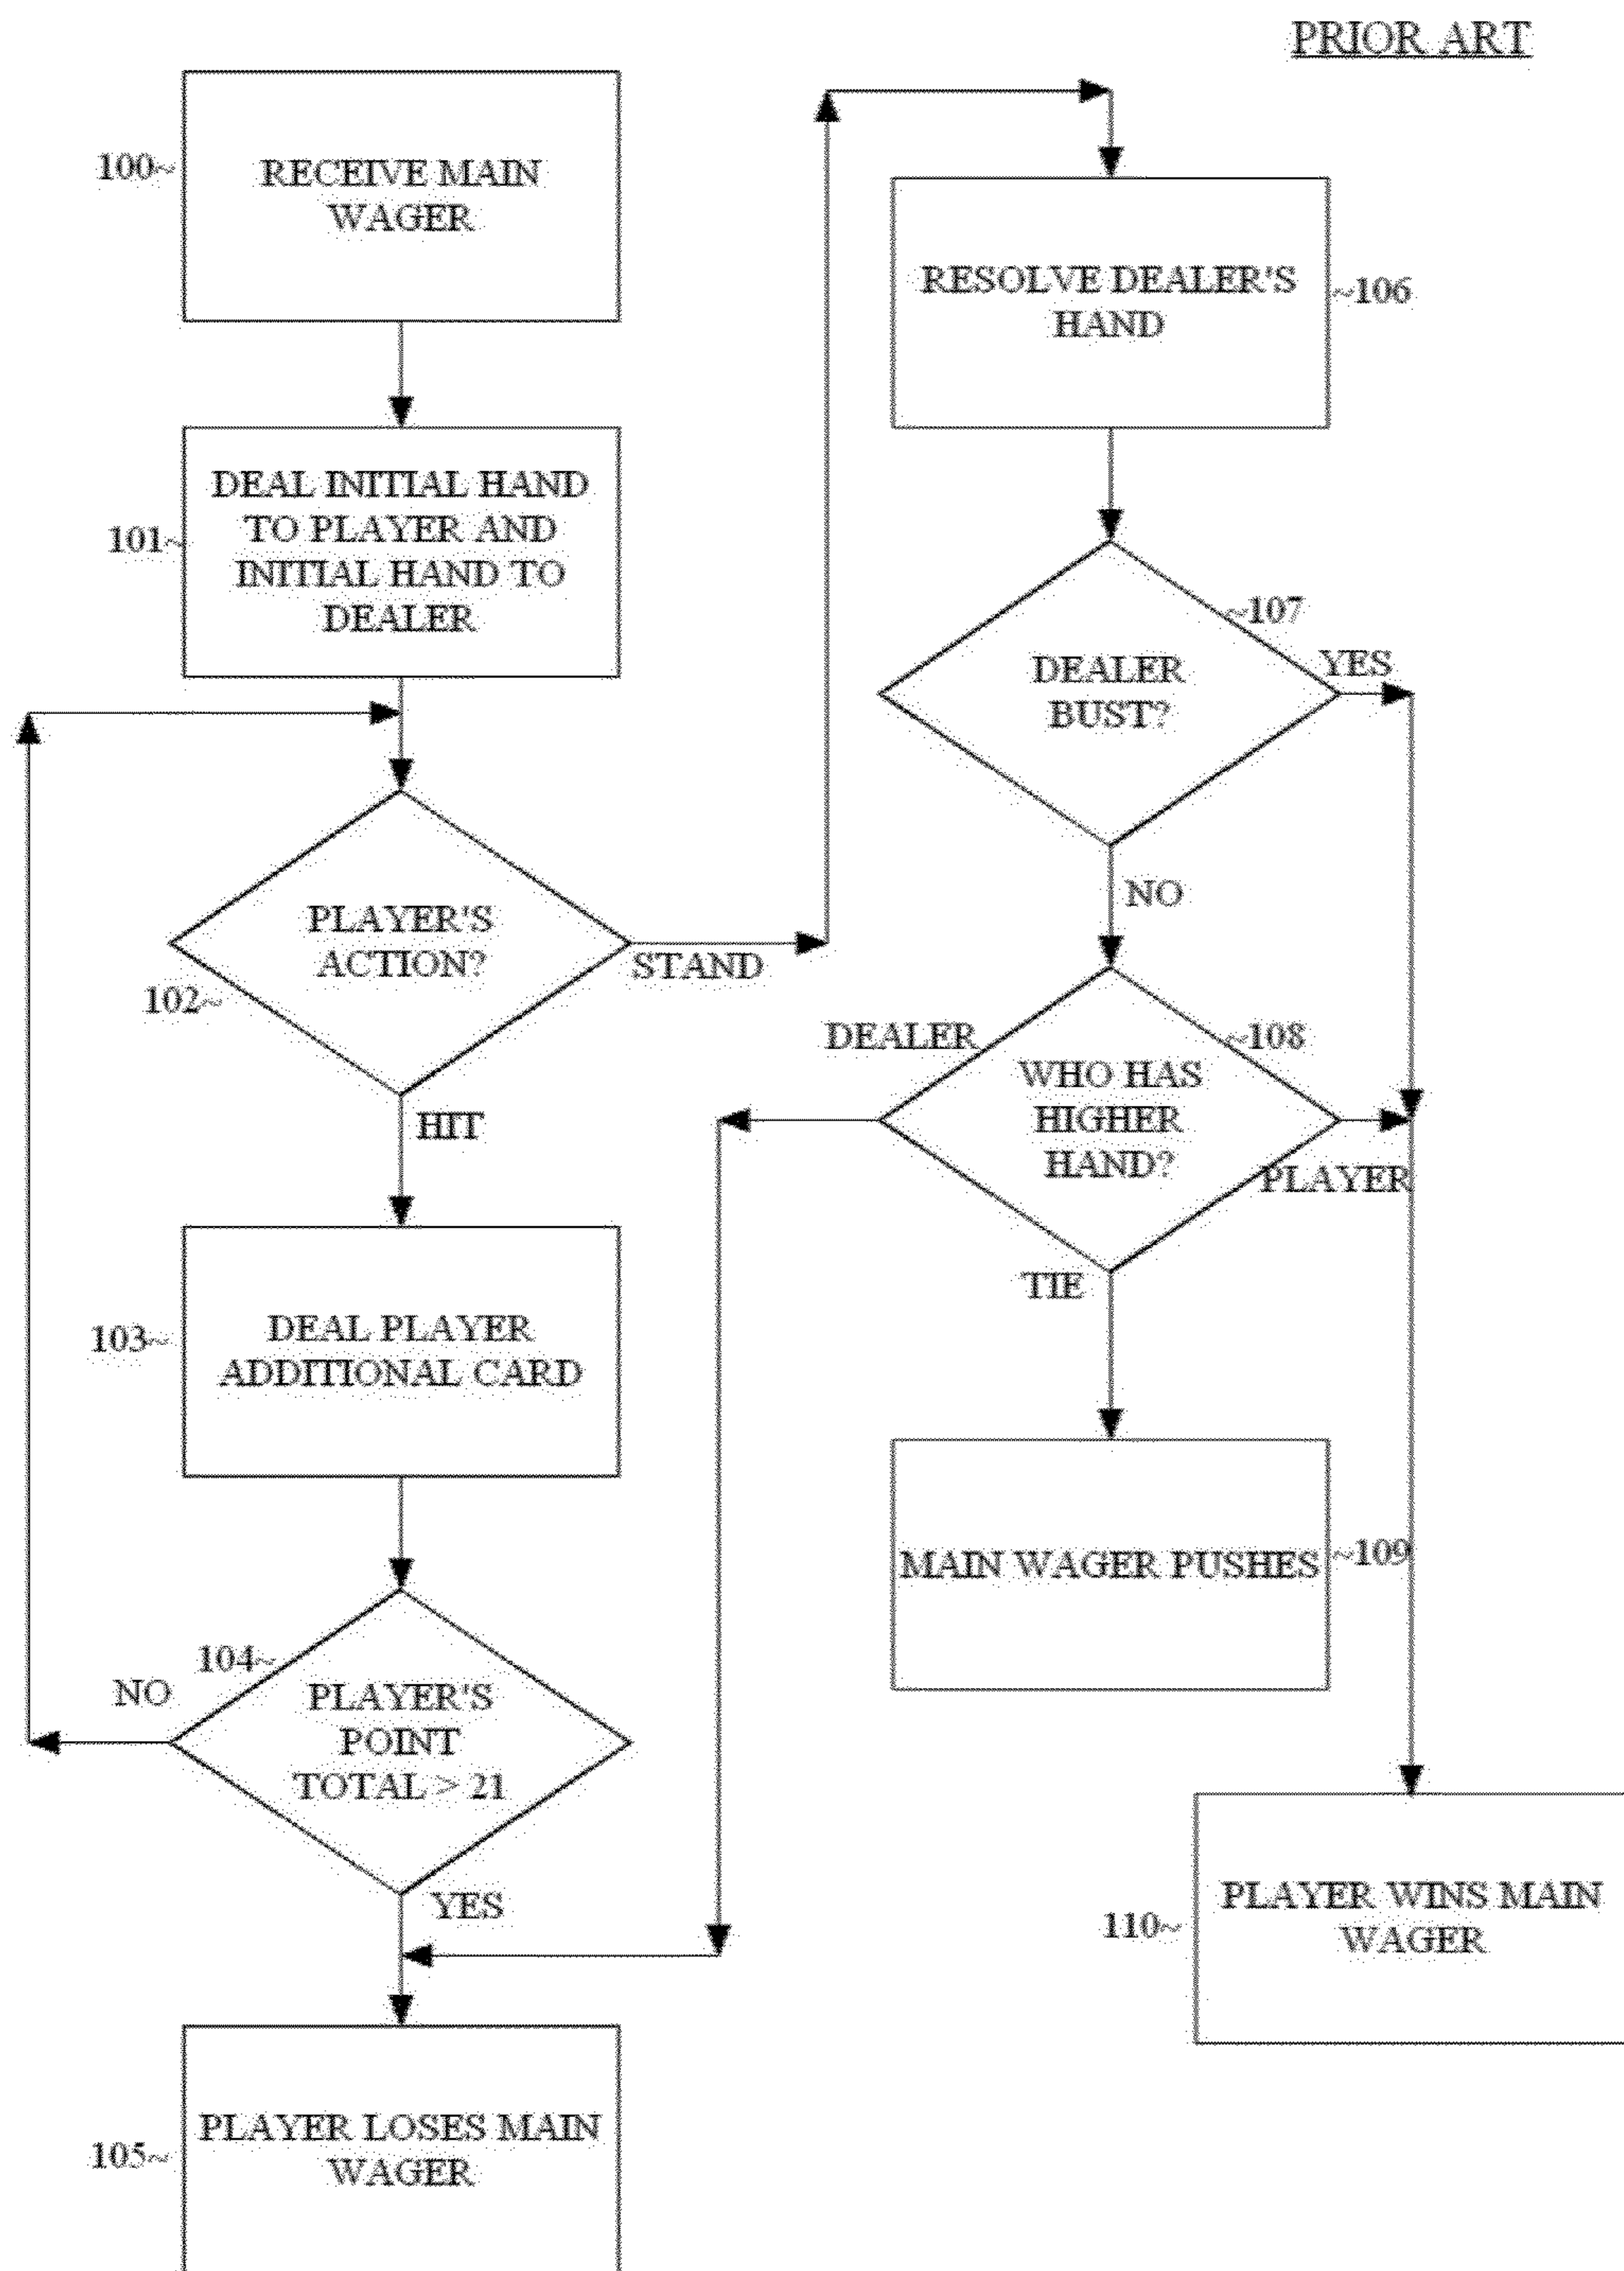 PRIOR ART
100~
RECEIVE MAIN
WAGER
101~
DEAL INITIAL HAND
TO PLAYER AND
INITIAL HAND TO
DEALER
PLAYER'S
ACTION?
102~
STAND
HIT
103~
DEAL PLAYER
ADDITIONAL CARD
104~
NO
PLAYER'S
POINT
TOTAL > 21
YES
105~
PLAYER LOSES MAIN
WAGER
RESOLVE DEALER'S
HAND
~106
~107
DEALER
BUST?
YES
NO
DEALER
~108
WHO HAS
HIGHER
HAND?
PLAYER
TIE
MAIN WAGER PUSHES
~109
110~
PLAYER WINS MAIN
WAGER